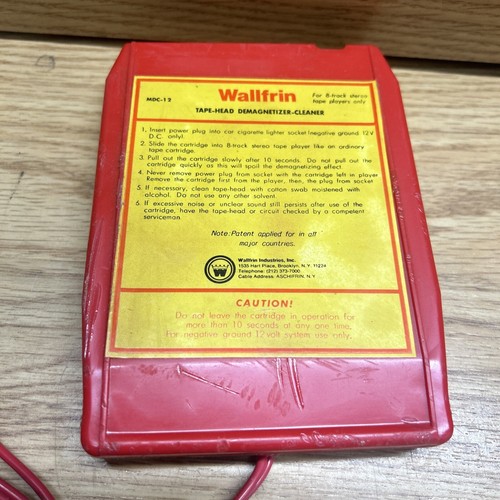 MDC-12
Wallfrin
For 8-track stereo
tape players only
TAPE-HEAD DEMAGNETIZER-CLEANER
1. Insert power plug into car cigarette lighter socket (negative ground 12V
D.C. only).
2. Slide the cartridge into 8-track stereo tape player like an ordinary
tape cartridge.
3. Pull out the cartridge slowly after 10 seconds. Do not pull out the
cartridge quickly as this will spoil the demagnetizing effect.
4. Never remove power plug from socket with the cartridge left in player.
Remove the cartridge first from the player, then, the plug from socket.
5. If necessary, clean tape-head with cotton swab moistened with
alcohol. Do not use any other solvent.
6. If excessive noise or unclear sound still persists after use of the
cartridge, have the tape-head or circuit checked by a competent
serviceman.
Note: Patent applied for in all
major countries.
W
Wallfrin Industries, Inc.
1535 Hart Place, Brooklyn, N.Y. 11224
Telephone: (212) 373-7000
Cable Address: ASCHIFRIN, N.Y.
CAUTION!
Do not leave the cartridge in operation for
more than 10 seconds at any one time.
For negative ground 12 volt system use only.